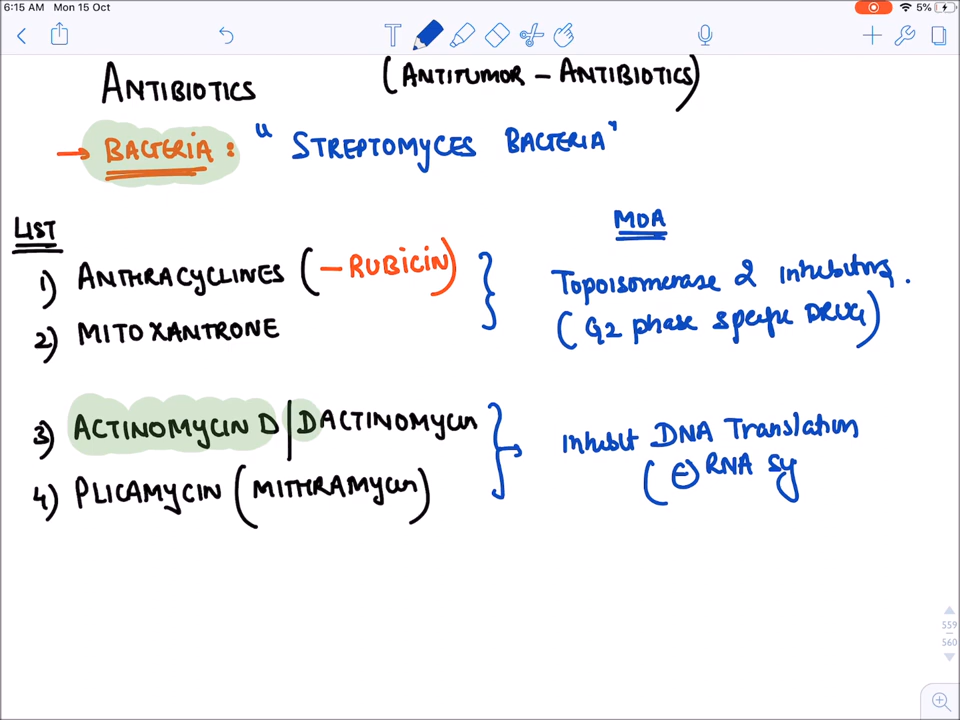 6:15 AM Mon 15 Oct 5%
T
ANTIBIOTICS (ANTITUMOR - ANTIBIOTICS)
→ BACTERIA : "STREPTOMYCES BACTERIA"
LIST MOA
1) ANTHRACYCLINES (-RUBICIN) Topoisomerase 2 inhibitors.
2) MITOXANTRONE (G2 phase specific DRUG)
3) ACTINOMYCIN D | DACTINOMYCIN Inhibit DNA Translation
4) PLICAMYCIN (MITHRAMYCIN) (⊖ RNA Sy
559
560